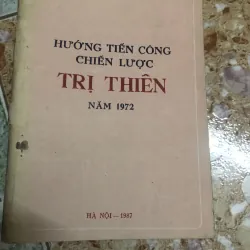 HƯỚNG TIẾN CÔNG
CHIẾN LƯỢC
TRỊ THIÊN
NĂM 1972
HÀ NỘI — 1987